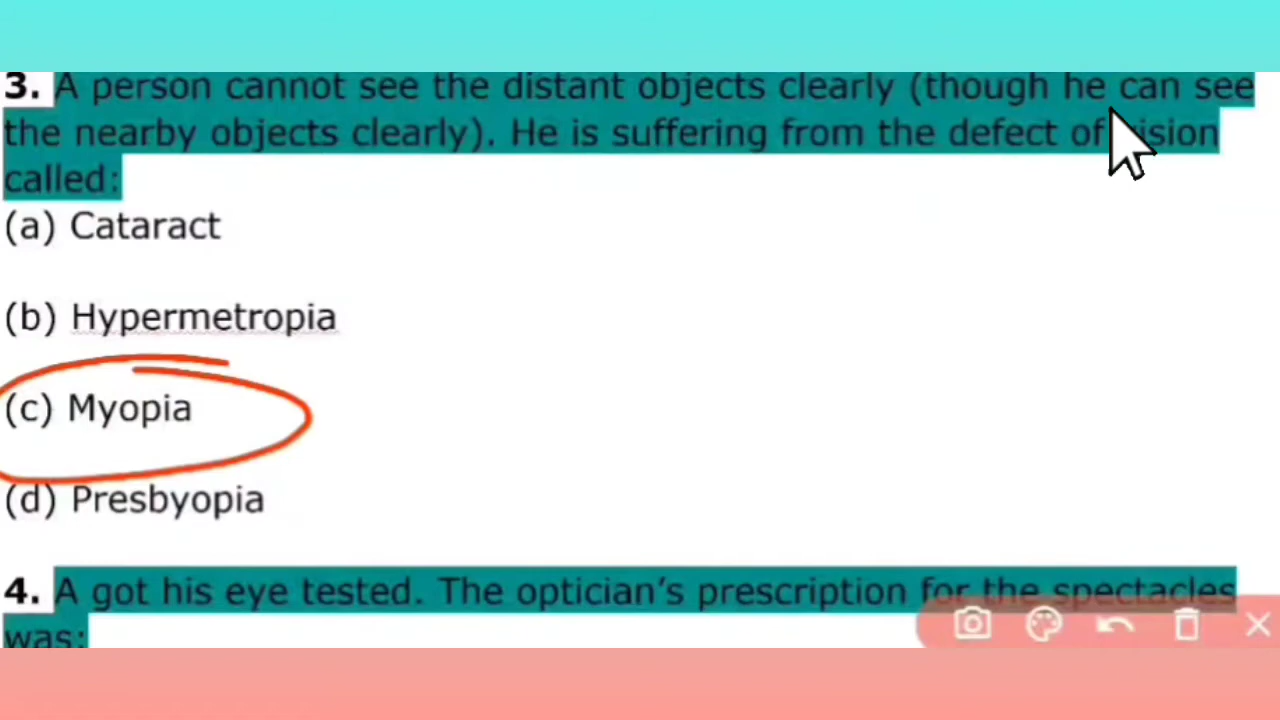 3. A person cannot see the distant objects clearly (though he can see
the nearby objects clearly). He is suffering from the defect of vision
called:
(a) Cataract
(b) Hypermetropia
(c) Myopia
(d) Presbyopia
4. A got his eye tested. The optician’s prescription for the spectacles
was: